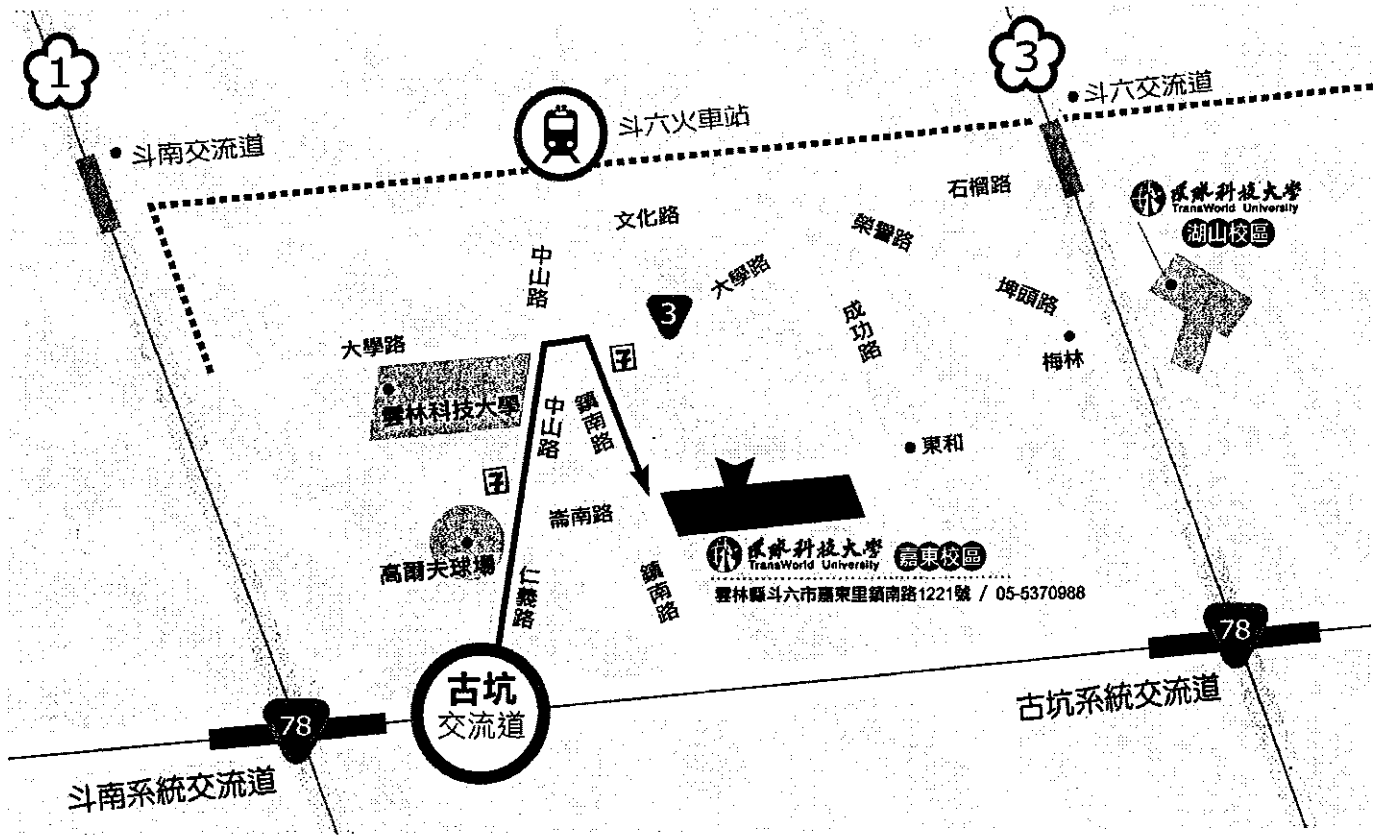 1
斗南交流道
斗六火車站
3
斗六交流道
環球科技大學
TransWorld University
湖山校區
石榴路
文化路
榮譽路
中山路
大學路
3
埤頭路
成功路
梅林
大學路
雲林科技大學
中山路
鎮南路
東和
崙南路
高爾夫球場
仁義路
鎮南路
環球科技大學
TransWorld University
嘉東校區
雲林縣斗六市嘉東里鎮南路1221號 / 05-5370988
古坑
交流道
78
斗南系統交流道
78
古坑系統交流道